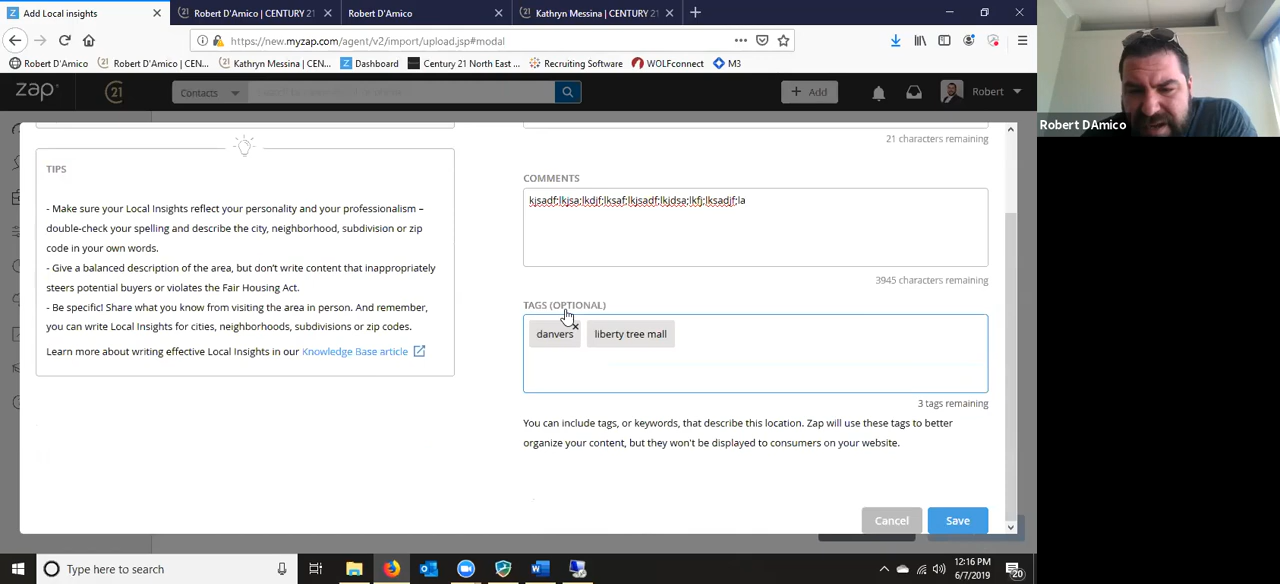 Add Local insights
Robert D'Amico | CENTURY 21
Robert D'Amico
Kathryn Messina | CENTURY
https://new.myzap.com/agent/v2/import/upload.jsp#modal
Robert D'Amico
Robert D'Amico | CEN...
Kathryn Messina | CEN...
Dashboard
Century 21 North East ...
Recruiting Software
WOLFconnect
M3
zap
C21
Contacts
+ Add
Robert
Robert DAmico
21 characters remaining
TIPS
- Make sure your Local Insights reflect your personality and your professionalism –
double-check your spelling and describe the city, neighborhood, subdivision or zip
code in your own words.
- Give a balanced description of the area, but don't write content that inappropriately
steers potential buyers or violates the Fair Housing Act.
- Be specific! Share what you know from visiting the area in person. And remember,
you can write Local Insights for cities, neighborhoods, subdivisions or zip codes.
Learn more about writing effective Local Insights in our Knowledge Base article
COMMENTS
kjsadf;lkjsa;lkdjf;lksaf;lkjsadf;lkjdsa;lkfj;lksadjf;la
3945 characters remaining
TAGS (OPTIONAL)
danvers
liberty tree mall
3 tags remaining
You can include tags, or keywords, that describe this location. Zap will use these tags to better
organize your content, but they won't be displayed to consumers on your website.
Cancel
Save
Type here to search
12:16 PM
6/7/2019
20